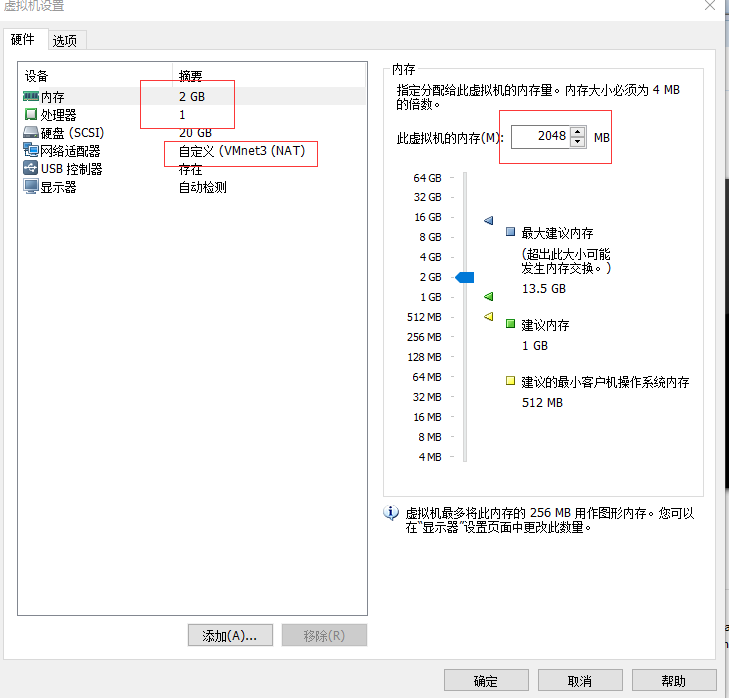 虚拟机设置
硬件 选项
设备 摘要
内存 2 GB
处理器 1
硬盘 (SCSI) 20 GB
网络适配器 自定义 (VMnet3 (NAT)
USB 控制器 存在
显示器 自动检测
添加(A)... 移除(R)
内存
指定分配给此虚拟机的内存量。内存大小必须为 4 MB
的倍数。
此虚拟机的内存(M): 2048 MB
64 GB
32 GB
16 GB
8 GB
4 GB
2 GB
1 GB
512 MB
256 MB
128 MB
64 MB
32 MB
16 MB
8 MB
4 MB
最大建议内存
(超出此大小可能
发生内存交换。)
13.5 GB
建议内存
1 GB
建议的最小客户机操作系统内存
512 MB
虚拟机最多将此内存的 256 MB 用作图形内存。您可以
在"显示器"设置页面中更改此数量。
确定 取消 帮助